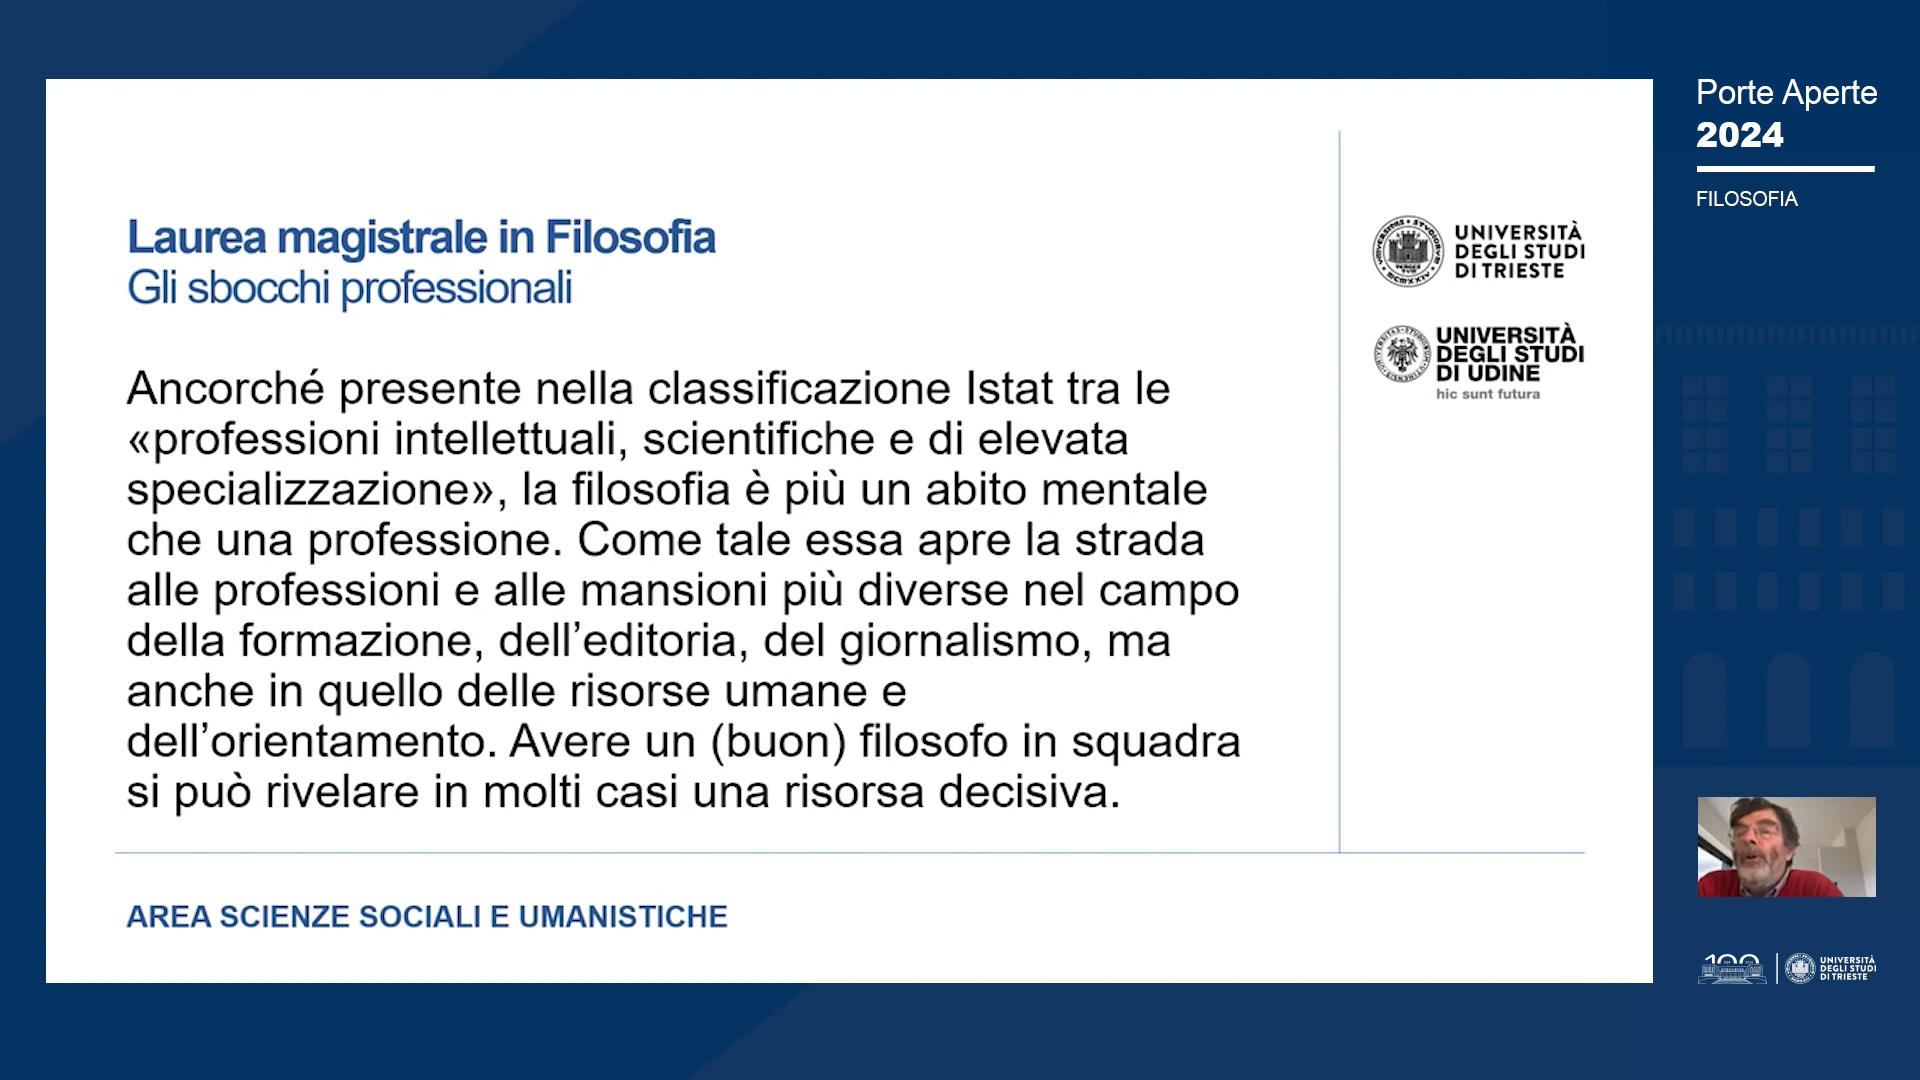 Porte Aperte
2024
FILOSOFIA
Laurea magistrale in Filosofia
Gli sbocchi professionali
Ancorché presente nella classificazione Istat tra le
«professioni intellettuali, scientifiche e di elevata
specializzazione», la filosofia è più un abito mentale
che una professione. Come tale essa apre la strada
alle professioni e alle mansioni più diverse nel campo
della formazione, dell’editoria, del giornalismo, ma
anche in quello delle risorse umane e
dell’orientamento. Avere un (buon) filosofo in squadra
si può rivelare in molti casi una risorsa decisiva.
UNIVERSITÀ
DEGLI STUDI
DI TRIESTE
UNIVERSITÀ
DEGLI STUDI
DI UDINE
hic sunt futura
AREA SCIENZE SOCIALI E UMANISTICHE
100
UNIVERSITÀ
DEGLI STUDI
DI TRIESTE